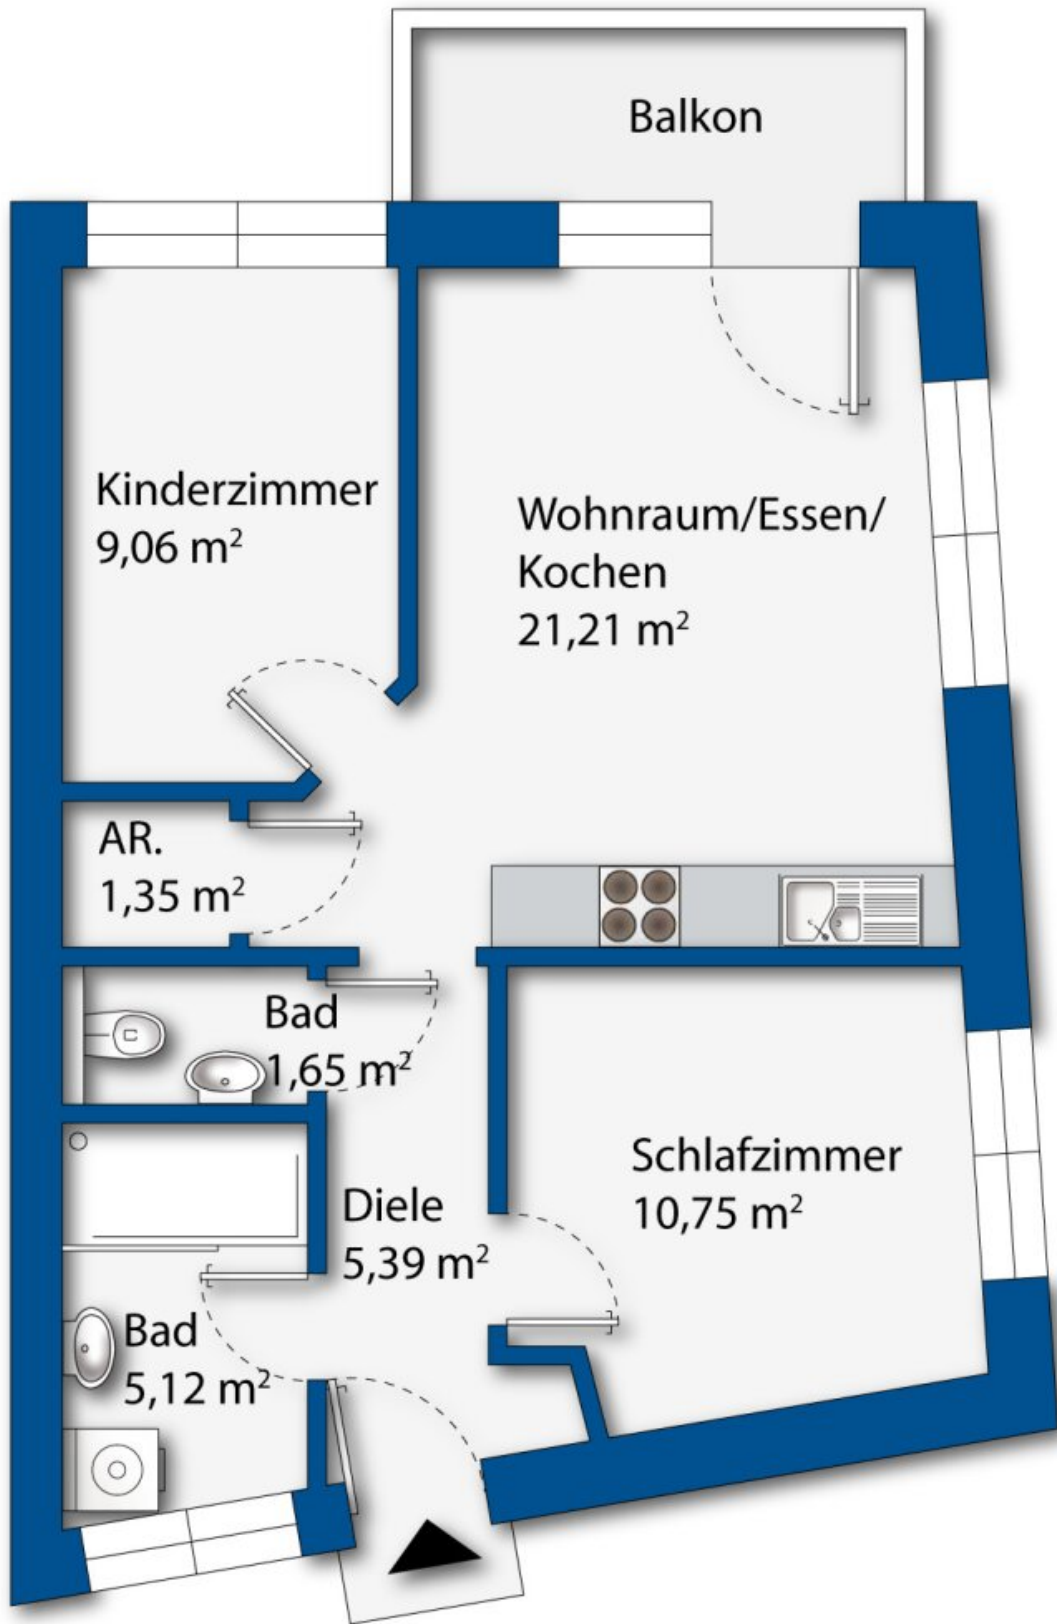 Balkon
Kinderzimmer
9,06 m²
Wohnraum/Essen/
Kochen
21,21 m²
AR.
1,35 m²
Bad
1,65 m²
Schlafzimmer
10,75 m²
Diele
5,39 m²
Bad
5,12 m²